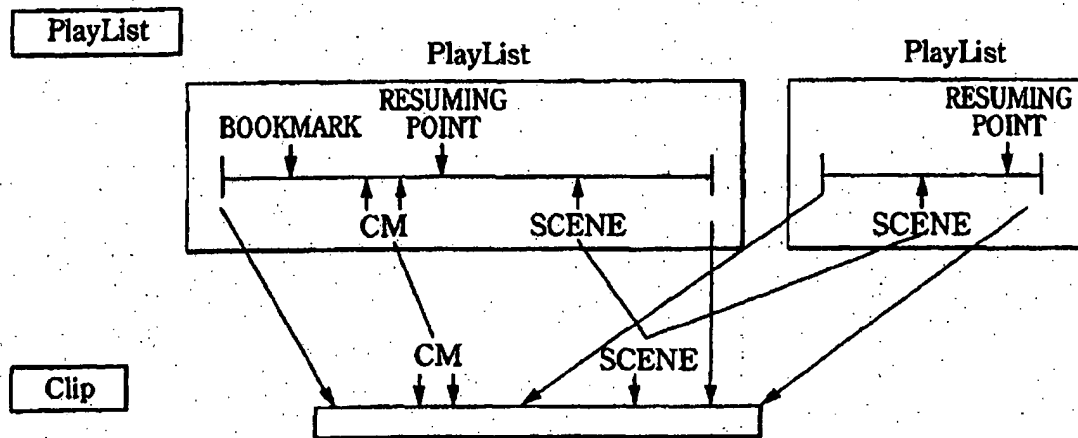 PlayList
PlayList
PlayList
RESUMING
POINT
BOOKMARK
CM
SCENE
RESUMING
POINT
SCENE
CM
SCENE
Clip